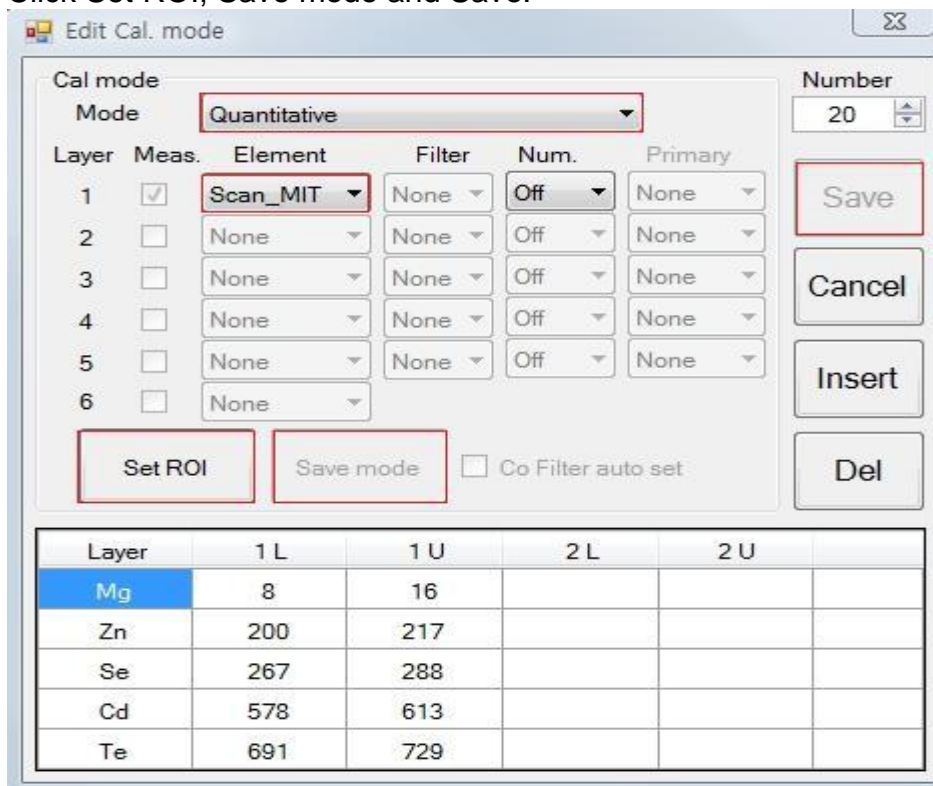 Click Set ROI, Save mode and Save.
Edit Cal. mode
Cal mode
Number
Mode Quantitative 20
Layer Meas. Element Filter Num. Primary
1 Scan_MIT None Off None Save
2 None None Off None
3 None None Off None Cancel
4 None None Off None
5 None None Off None Insert
6 None
Set ROI Save mode Co Filter auto set Del
Layer 1 L 1 U 2 L 2 U
Mg 8 16
Zn 200 217
Se 267 288
Cd 578 613
Te 691 729